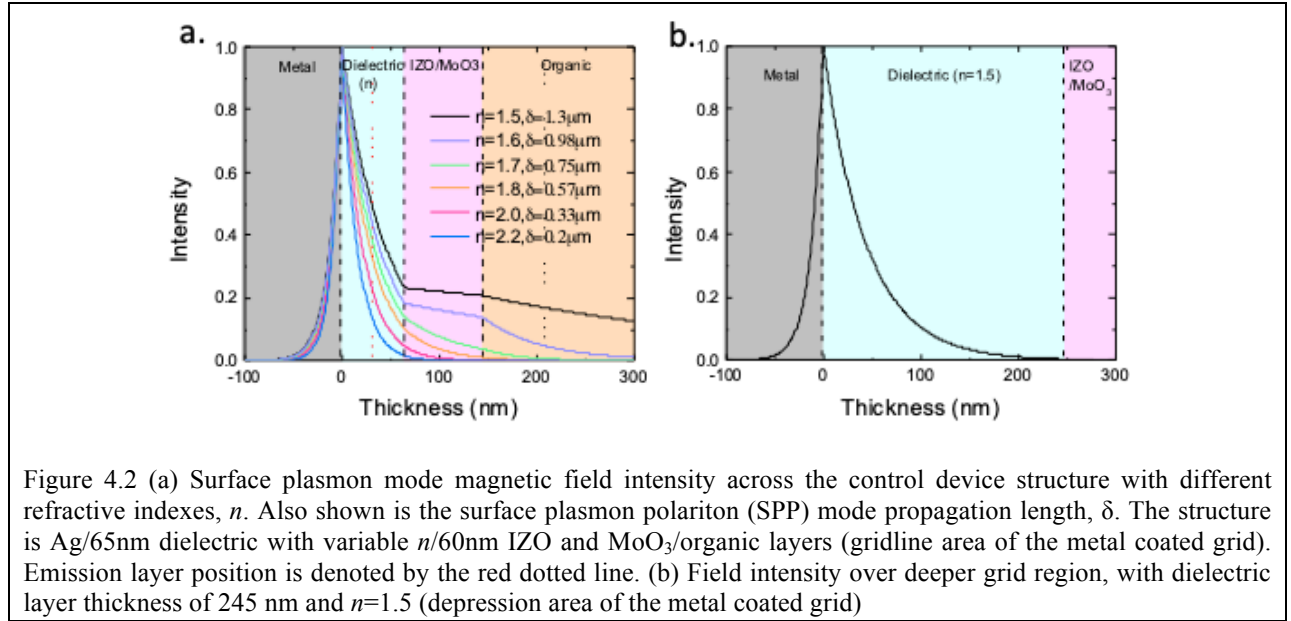 a.
1.0
0.8
0.6
0.4
0.2
0.0
Intensity
Metal
Dielectric
(n)
IZO/MoO3
Organic
n=1.5,δ=1.3μm
n=1.6,δ=0.98μm
n=1.7,δ=0.75μm
n=1.8,δ=0.57μm
n=2.0,δ=0.33μm
n=2.2,δ=0.2μm
-100 0 100 200 300
Thickness (nm)
b.
1.0
0.8
0.6
0.4
0.2
0.0
Intensity
Metal
Dielectric (n=1.5)
IZO
/MoO₃
-100 0 100 200 300
Thickness (nm)
Figure 4.2 (a) Surface plasmon mode magnetic field intensity across the control device structure with different
refractive indexes, n. Also shown is the surface plasmon polariton (SPP) mode propagation length, δ. The structure
is Ag/65nm dielectric with variable n/60nm IZO and MoO₃/organic layers (gridline area of the metal coated grid).
Emission layer position is denoted by the red dotted line. (b) Field intensity over deeper grid region, with dielectric
layer thickness of 245 nm and n=1.5 (depression area of the metal coated grid)